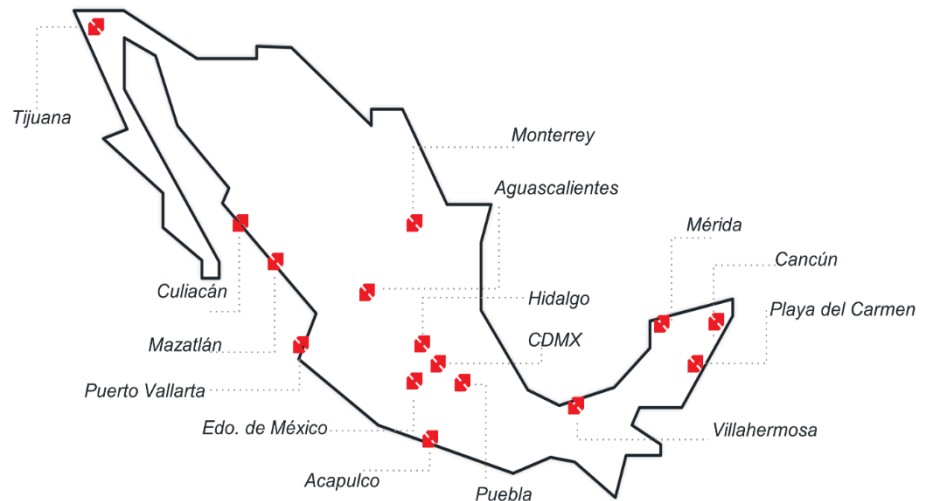 Tijuana
Monterrey
Aguascalientes
Mérida
Cancún
Culiacán
Hidalgo
Playa del Carmen
Mazatlán
CDMX
Puerto Vallarta
Edo. de México
Villahermosa
Acapulco
Puebla